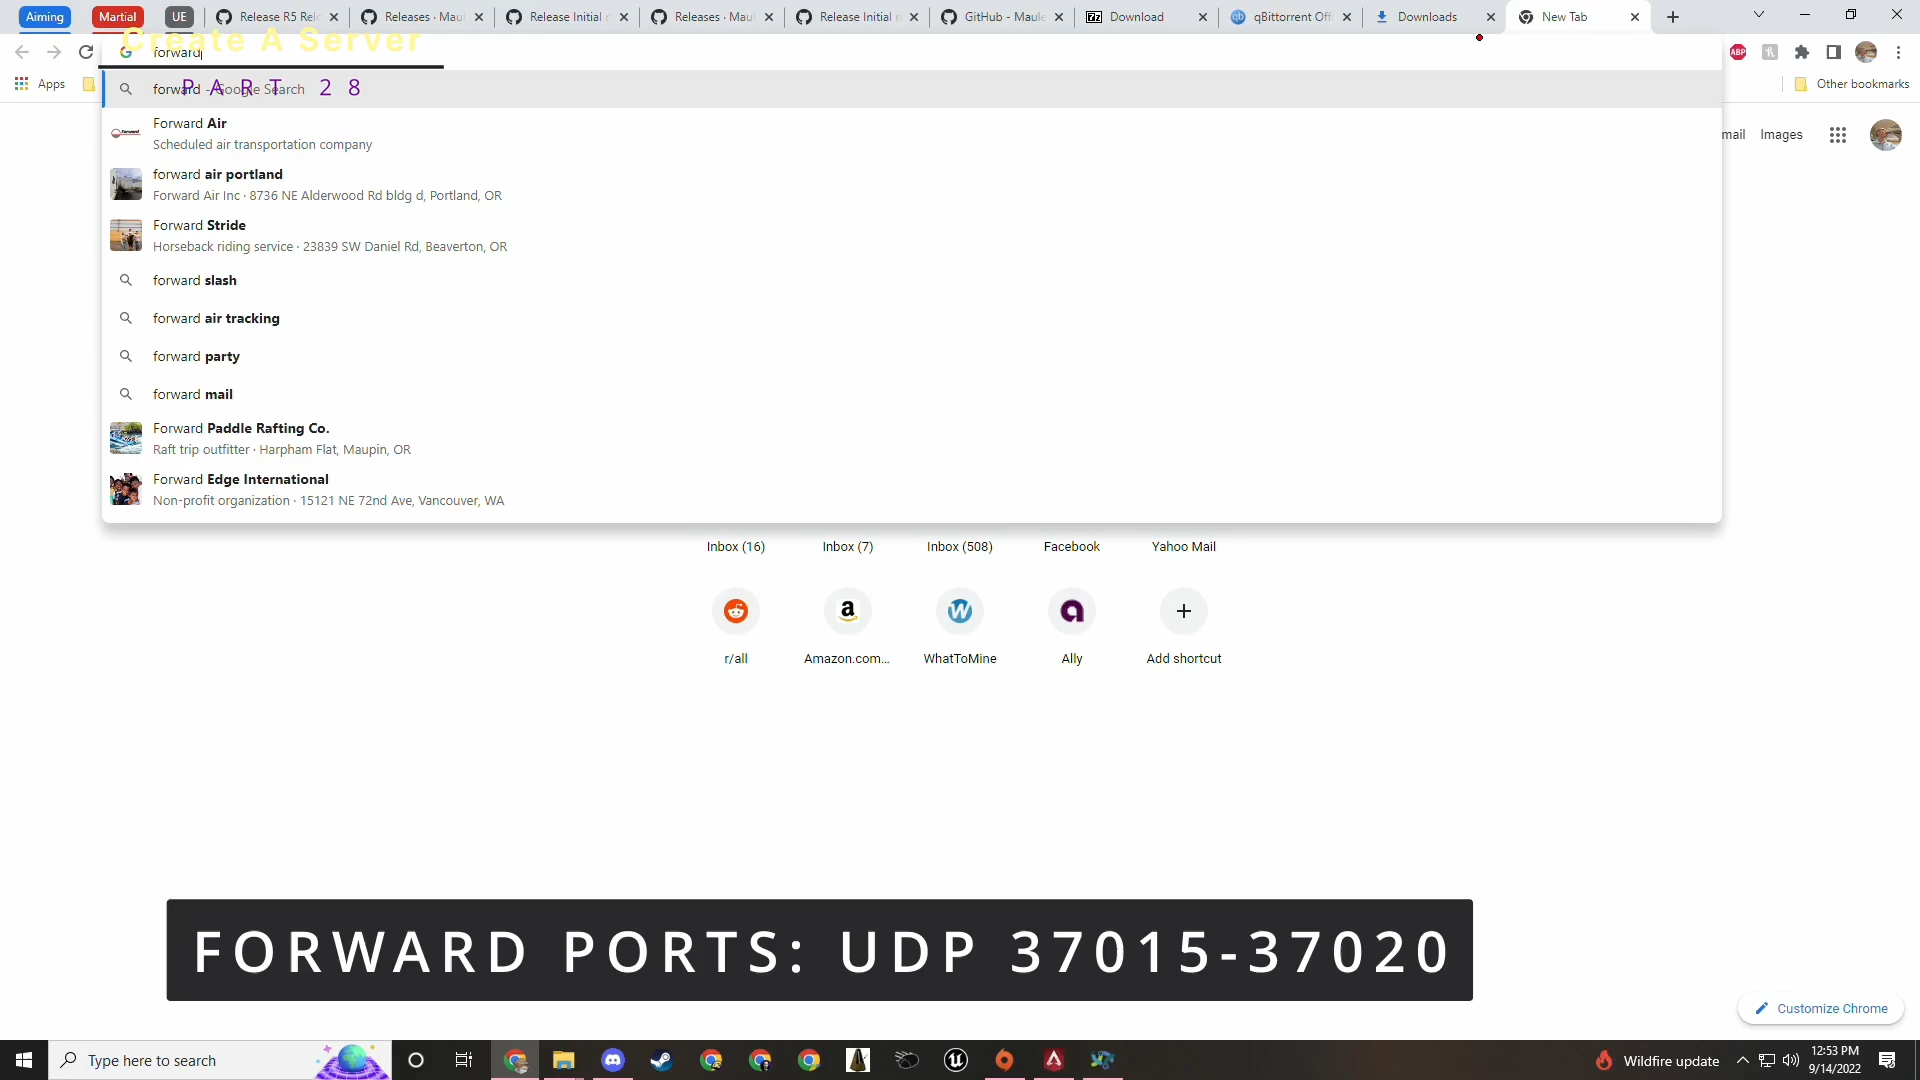 Aiming Martial UE Release R5 Rel Releases · Mau Release Initial r Releases · Mau Release Initial r GitHub - Maule Download qBittorrent Offi Downloads New Tab
Create A Server
forward
Apps Other bookmarks
forward - Google Search
PART 28
Forward Air
Scheduled air transportation company
mail Images
forward air portland
Forward Air Inc · 8736 NE Alderwood Rd bldg d, Portland, OR
Forward Stride
Horseback riding service · 23839 SW Daniel Rd, Beaverton, OR
forward slash
forward air tracking
forward party
forward mail
Forward Paddle Rafting Co.
Raft trip outfitter · Harpham Flat, Maupin, OR
Forward Edge International
Non-profit organization · 15121 NE 72nd Ave, Vancouver, WA
Inbox (16) Inbox (7) Inbox (508) Facebook Yahoo Mail
r/all Amazon.com... WhatToMine Ally Add shortcut
FORWARD PORTS: UDP 37015-37020
Customize Chrome
Type here to search Wildfire update 12:53 PM
9/14/2022